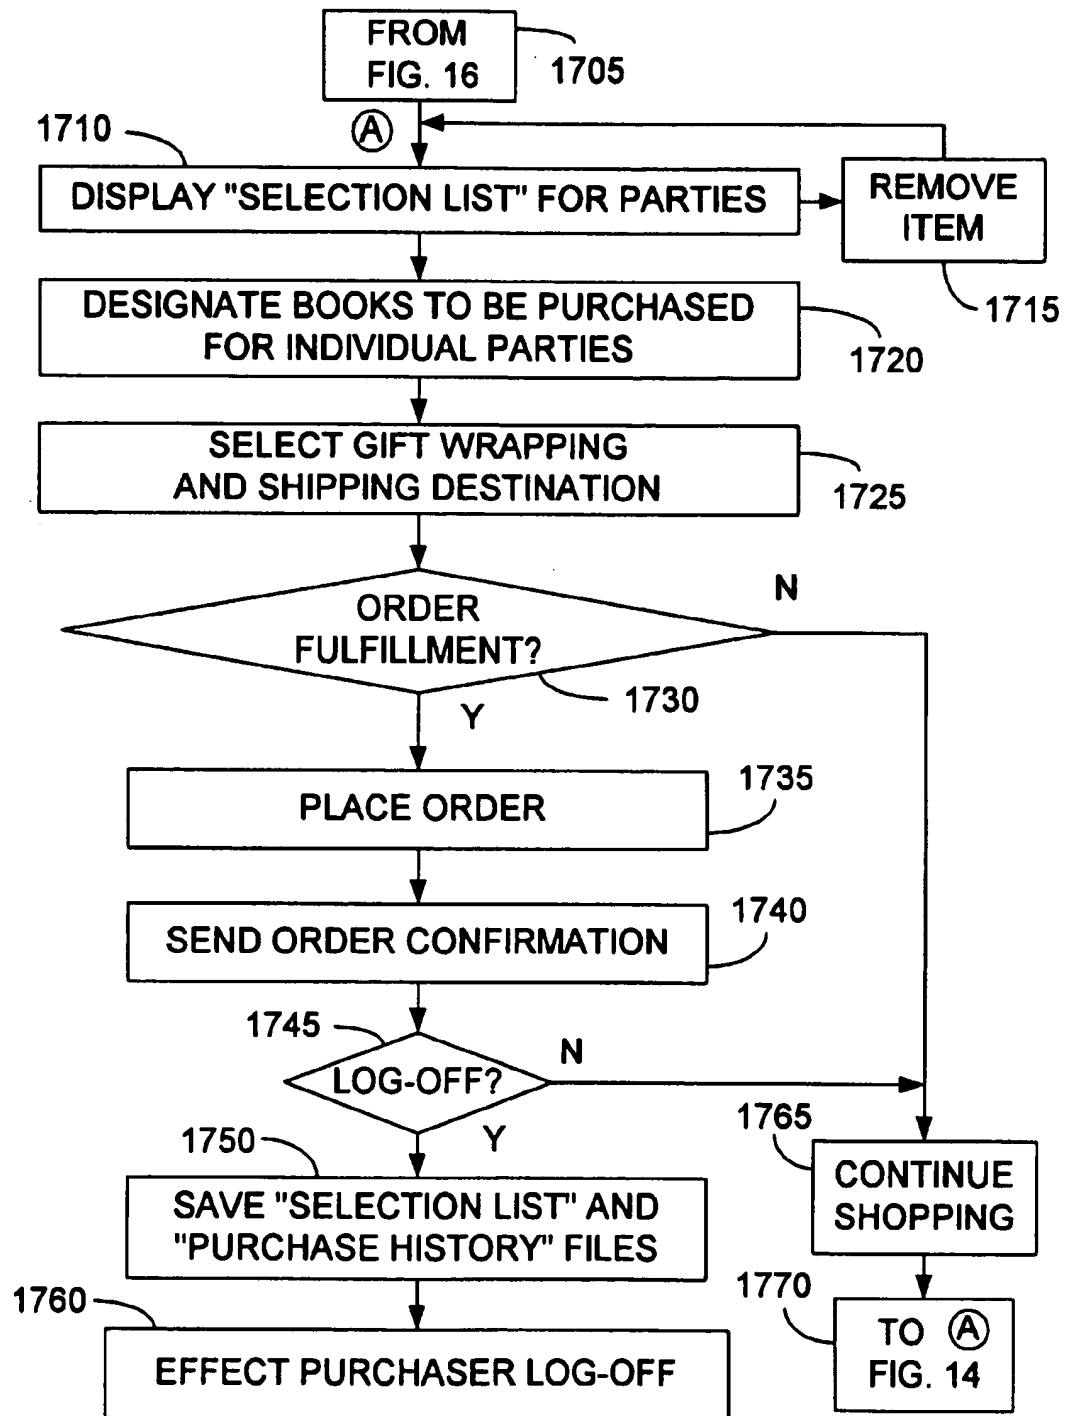 FROM
FIG. 16
1705
A
1710
DISPLAY "SELECTION LIST" FOR PARTIES
REMOVE
ITEM
1715
DESIGNATE BOOKS TO BE PURCHASED
FOR INDIVIDUAL PARTIES
1720
SELECT GIFT WRAPPING
AND SHIPPING DESTINATION
1725
ORDER
FULFILLMENT?
N
1730
Y
PLACE ORDER
1735
SEND ORDER CONFIRMATION
1740
1745
LOG-OFF?
N
Y
1750
SAVE "SELECTION LIST" AND
"PURCHASE HISTORY" FILES
1760
EFFECT PURCHASER LOG-OFF
1765
CONTINUE
SHOPPING
1770
TO A
FIG. 14